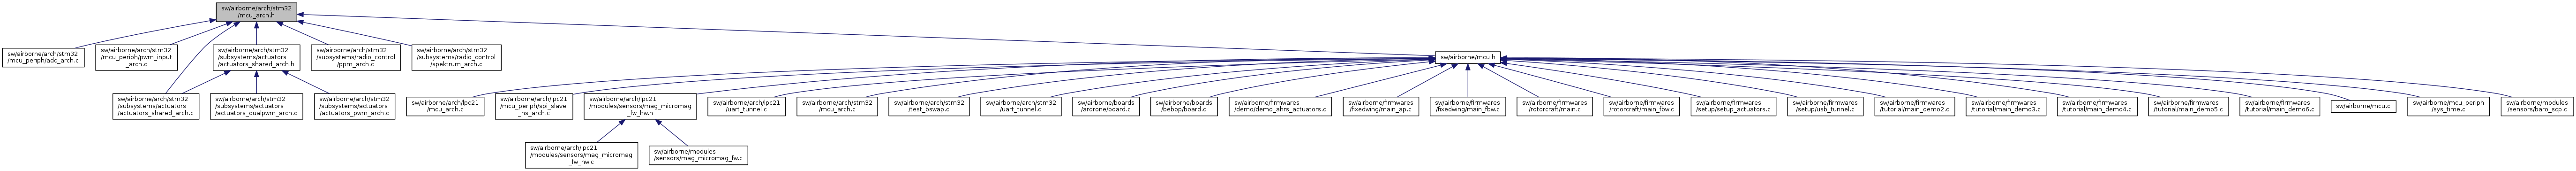 sw/airborne/arch/stm32
/mcu_arch.h
sw/airborne/arch/stm32
/mcu_periph/adc_arch.c
sw/airborne/arch/stm32
/mcu_periph/pwm_input
_arch.c
sw/airborne/arch/stm32
/subsystems/actuators
/actuators_shared_arch.h
sw/airborne/arch/stm32
/subsystems/radio_control
/ppm_arch.c
sw/airborne/arch/stm32
/subsystems/radio_control
/spektrum_arch.c
sw/airborne/mcu.h
sw/airborne/arch/stm32
/subsystems/actuators
/actuators_shared_arch.c
sw/airborne/arch/stm32
/subsystems/actuators
/actuators_dualpwm_arch.c
sw/airborne/arch/stm32
/subsystems/actuators
/actuators_pwm_arch.c
sw/airborne/arch/lpc21
/mcu_arch.c
sw/airborne/arch/lpc21
/mcu_periph/spi_slave
_hs_arch.c
sw/airborne/arch/lpc21
/modules/sensors/mag_micromag
_fw_hw.h
sw/airborne/arch/lpc21
/uart_tunnel.c
sw/airborne/arch/stm32
/mcu_arch.c
sw/airborne/arch/stm32
/test_bswap.c
sw/airborne/arch/stm32
/uart_tunnel.c
sw/airborne/boards
/ardrone/board.c
sw/airborne/boards
/bebop/board.c
sw/airborne/firmwares
/demo/demo_ahrs_actuators.c
sw/airborne/firmwares
/fixedwing/main_ap.c
sw/airborne/firmwares
/fixedwing/main_fbw.c
sw/airborne/firmwares
/rotorcraft/main.c
sw/airborne/firmwares
/rotorcraft/main_fbw.c
sw/airborne/firmwares
/setup/setup_actuators.c
sw/airborne/firmwares
/setup/usb_tunnel.c
sw/airborne/firmwares
/tutorial/main_demo2.c
sw/airborne/firmwares
/tutorial/main_demo3.c
sw/airborne/firmwares
/tutorial/main_demo4.c
sw/airborne/firmwares
/tutorial/main_demo5.c
sw/airborne/firmwares
/tutorial/main_demo6.c
sw/airborne/mcu.c
sw/airborne/mcu_periph
/sys_time.c
sw/airborne/modules
/sensors/baro_scp.c
sw/airborne/arch/lpc21
/modules/sensors/mag_micromag
_fw_hw.c
sw/airborne/modules
/sensors/mag_micromag_fw.c